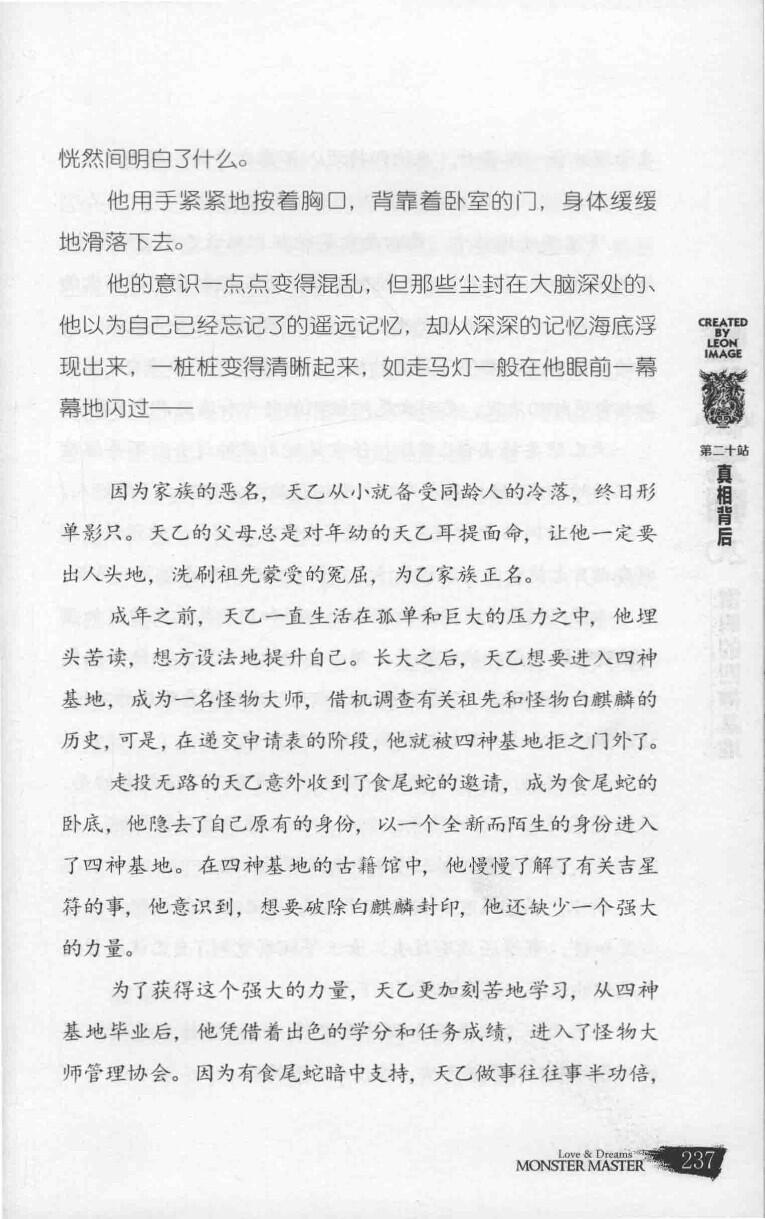 恍然间明白了什么。
他用手紧紧地按着胸口，背靠着卧室的门，身体缓缓
地滑落下去。
他的意识一点点变得混乱，但那些尘封在大脑深处的、
他以为自己已经忘记了的遥远记忆，却从深深的记忆海底浮
现出来，一桩桩变得清晰起来，如走马灯一般在他眼前一幕
幕地闪过——
因为家族的恶名，天乙从小就备受同龄人的冷落，终日形
单影只。天乙的父母总是对年幼的天乙耳提面命，让他一定要
出人头地，洗刷祖先蒙受的冤屈，为乙家族正名。
成年之前，天乙一直生活在孤单和巨大的压力之中，他埋
头苦读，想方设法地提升自己。长大之后，天乙想要进入四神
基地，成为一名怪物大师，借机调查有关祖先和怪物白麒麟的
历史，可是，在递交申请表的阶段，他就被四神基地拒之门外了。
走投无路的天乙意外收到了食尾蛇的邀请，成为食尾蛇的
卧底，他隐去了自己原有的身份，以一个全新而陌生的身份进入
了四神基地。在四神基地的古籍馆中，他慢慢了解了有关吉星
符的事，他意识到，想要破除白麒麟封印，他还缺少一个强大
的力量。
为了获得这个强大的力量，天乙更加刻苦地学习，从四神
基地毕业后，他凭借着出色的学分和任务成绩，进入了怪物大
师管理协会。因为有食尾蛇暗中支持，天乙做事往往事半功倍，
CREATED
BY
LEON
IMAGE
第二十站
真相背后
Love & Dreams
MONSTER MASTER
237